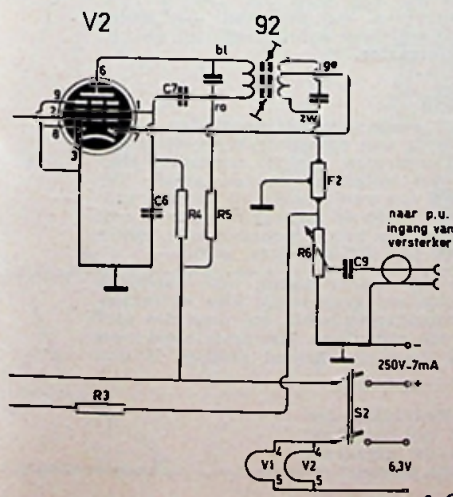 V2
92
6
bl
ge
9
2
8
3
1
7
C7
ro
zw
C6
R4
R5
F2
R6
C9
naar p.u.
ingang van
versterker
-
250V-7mA
+
R3
S2
4
4
V1
V2
6,3V
5
5